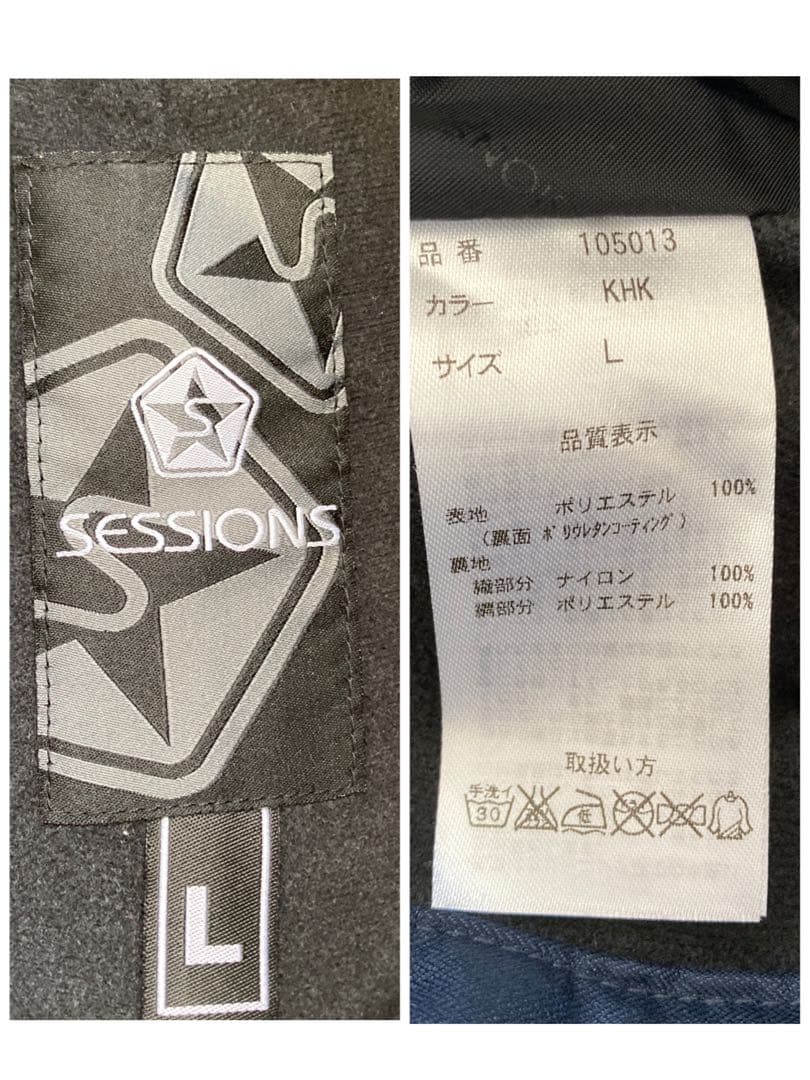 S
SESSIONS
L
品番 105013
カラー KHK
サイズ L
品質表示
表地 ポリエステル 100%
(裏面 ポリウレタンコーティング)
裏地
織部分 ナイロン 100%
編部分 ポリエステル 100%
取扱い方
手洗イ
30
低